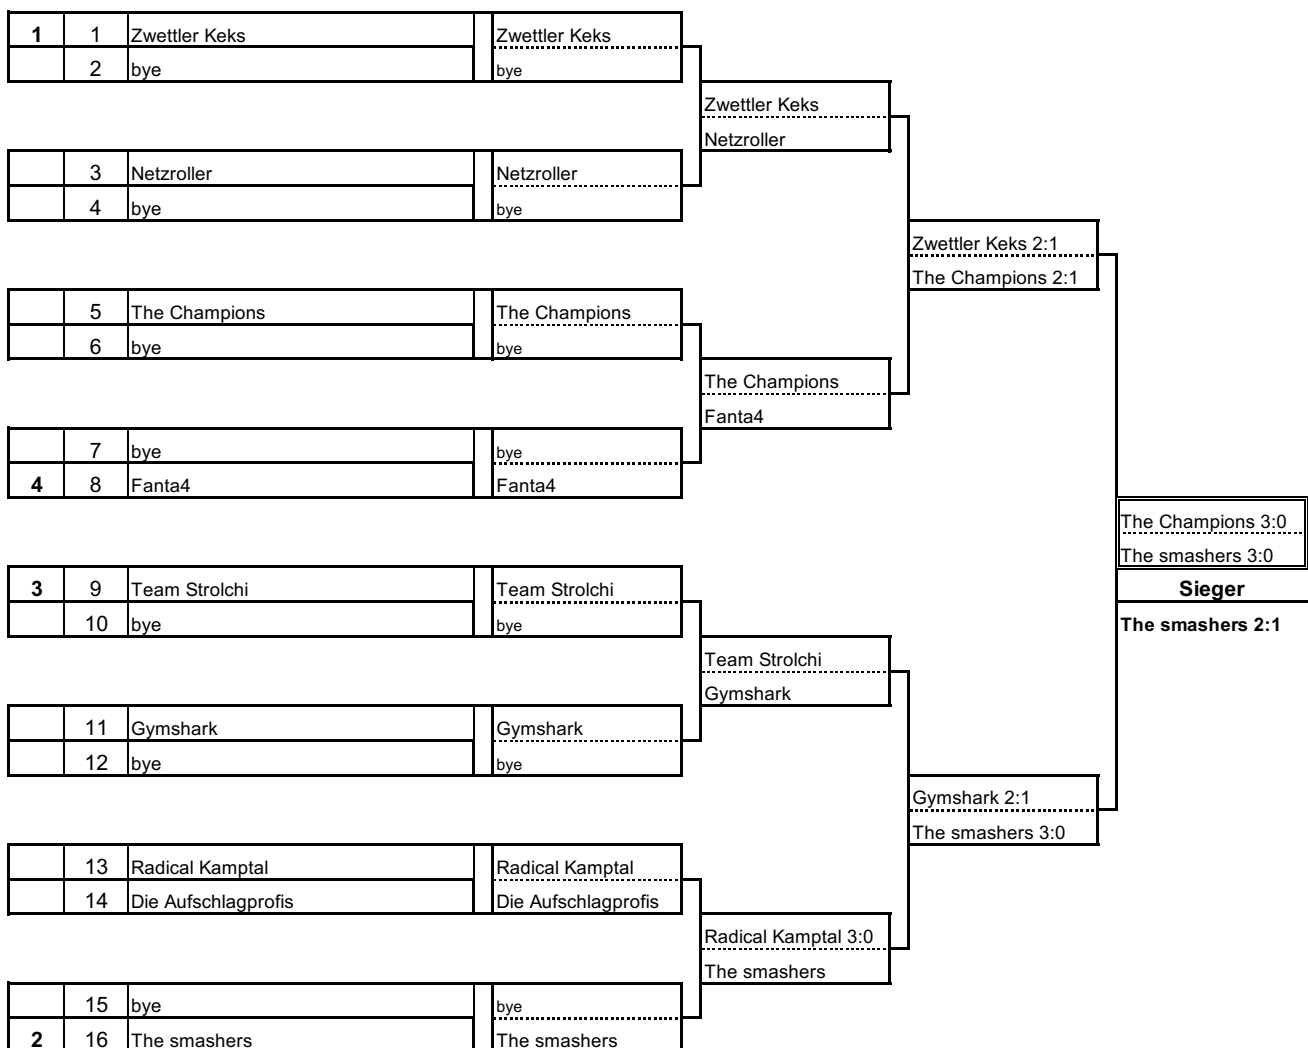 1 1 Zwettler Keks Zwettler Keks
2 bye bye
Zwettler Keks
Netzroller
3 Netzroller Netzroller
4 bye bye
Zwettler Keks 2:1
The Champions 2:1
5 The Champions The Champions
6 bye bye
The Champions
Fanta4
7 bye bye
4 8 Fanta4 Fanta4
The Champions 3:0
The smashers 3:0
3 9 Team Strolchi Team Strolchi
Sieger
10 bye bye
The smashers 2:1
Team Strolchi
Gymshark
11 Gymshark Gymshark
12 bye bye
Gymshark 2:1
The smashers 3:0
13 Radical Kamptal Radical Kamptal
14 Die Aufschlagprofis Die Aufschlagprofis
Radical Kamptal 3:0
The smashers
15 bye bye
2 16 The smashers The smashers